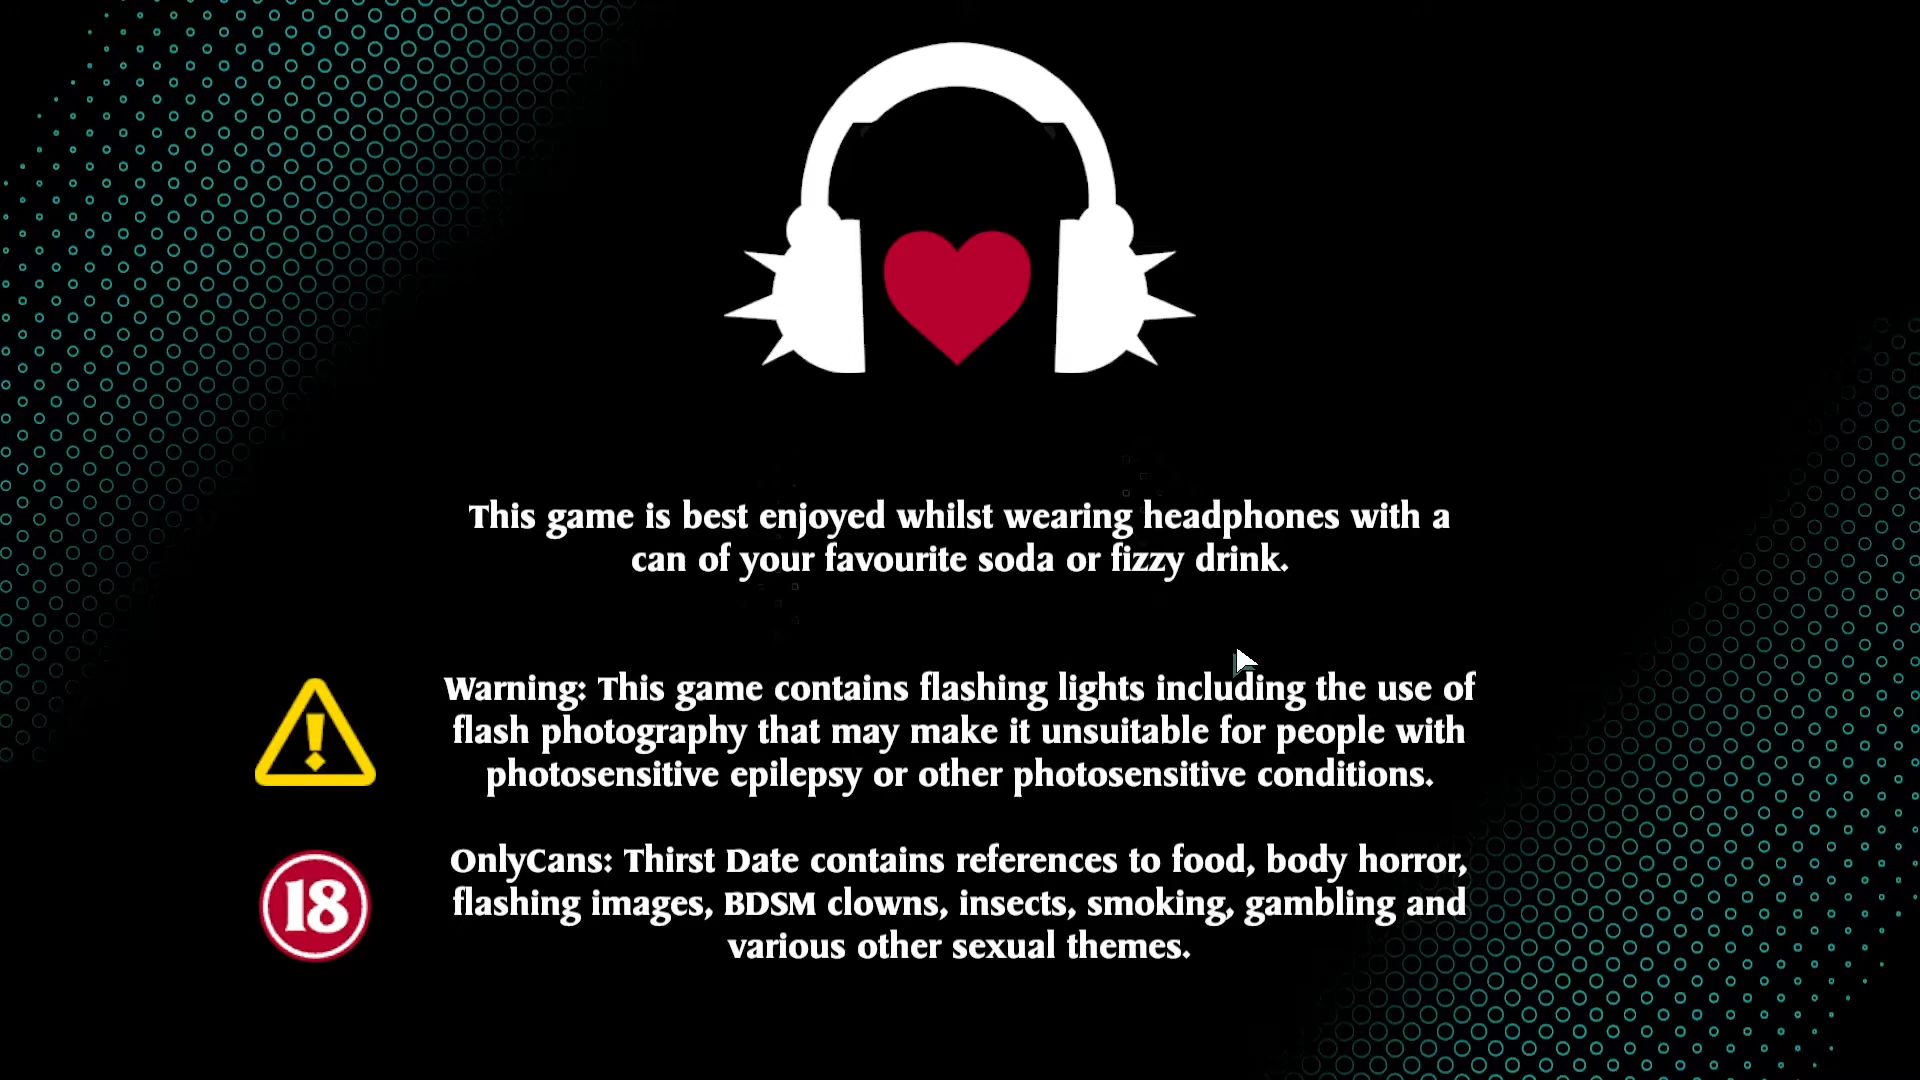 This game is best enjoyed whilst wearing headphones with a
can of your favourite soda or fizzy drink.
Warning: This game contains flashing lights including the use of
flash photography that may make it unsuitable for people with
photosensitive epilepsy or other photosensitive conditions.
18
OnlyCans: Thirst Date contains references to food, body horror,
flashing images, BDSM clowns, insects, smoking, gambling and
various other sexual themes.